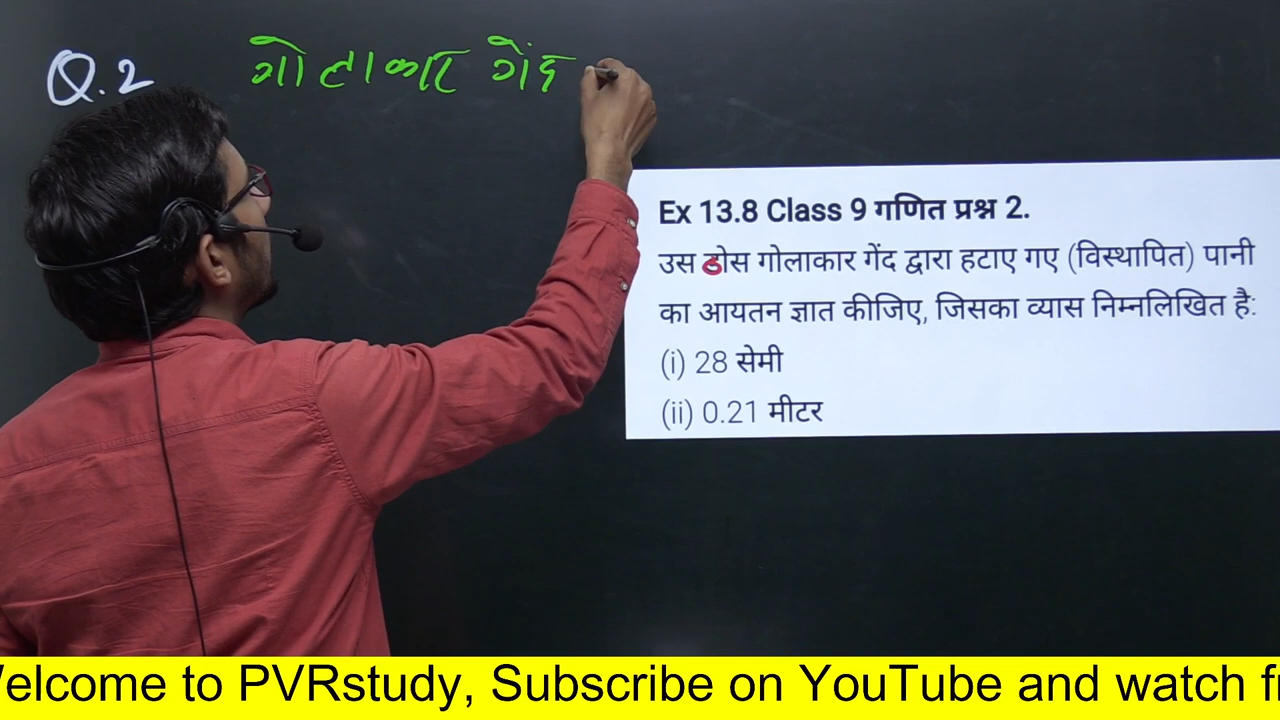 Q.2 गोलाकार गेंद
Ex 13.8 Class 9 गणित प्रश्न 2.
उस ठोस गोलाकार गेंद द्वारा हटाए गए (विस्थापित) पानी
का आयतन ज्ञात कीजिए, जिसका व्यास निम्नलिखित है:
(i) 28 सेमी
(ii) 0.21 मीटर
Welcome to PVRstudy, Subscribe on YouTube and watch fr